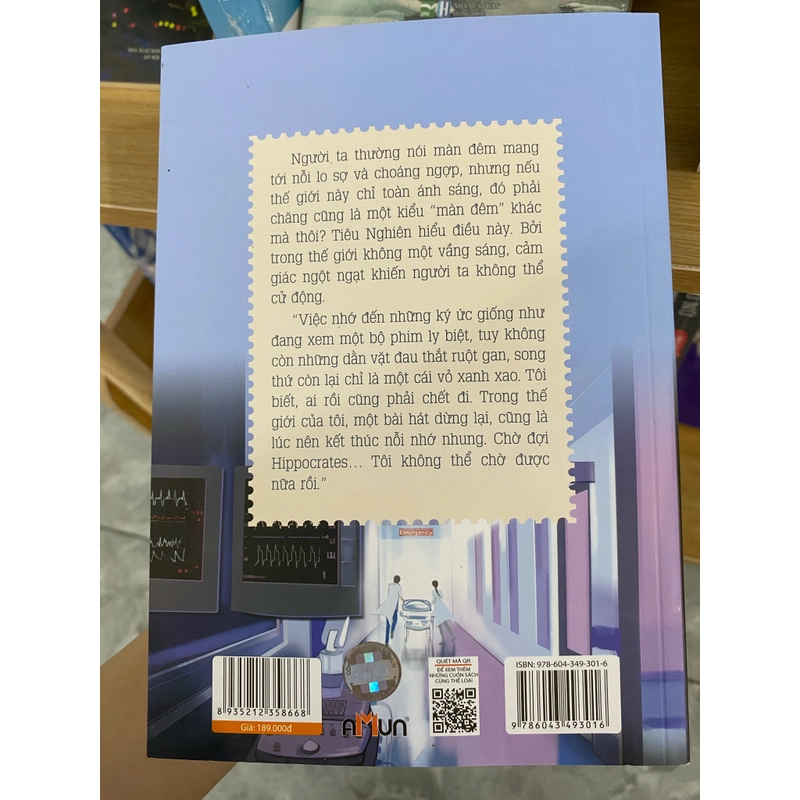 Người ta thường nói màn đêm mang
tới nỗi lo sợ và choáng ngợp, nhưng nếu
thế giới này chỉ toàn ánh sáng, đó phải
chăng cũng là một kiểu “màn đêm” khác
mà thôi? Tiêu Nghiên hiểu điều này. Bởi
trong thế giới không một vầng sáng, cảm
giác ngột ngạt khiến người ta không thể
cử động.
“Việc nhớ đến những ký ức giống như
đang xem một bộ phim ly biệt, tuy không
còn những dằn vặt đau thắt ruột gan, song
thứ còn lại chỉ là một cái vỏ xanh xao. Tôi
biết, ai rồi cũng phải chết đi. Trong thế
giới của tôi, một bài hát dừng lại, cũng là
lúc nên kết thúc nỗi nhớ nhung. Chờ đợi
Hippocrates... Tôi không thể chờ được
nữa rồi.”
Emergency
8 935212 358668
Giá: 189.000đ
AMUN
QUÉT MÃ QR
ĐỂ XEM THÊM
NHỮNG CUỐN SÁCH
CÙNG THỂ LOẠI
ISBN: 978-604-349-301-6
9 786043 493016